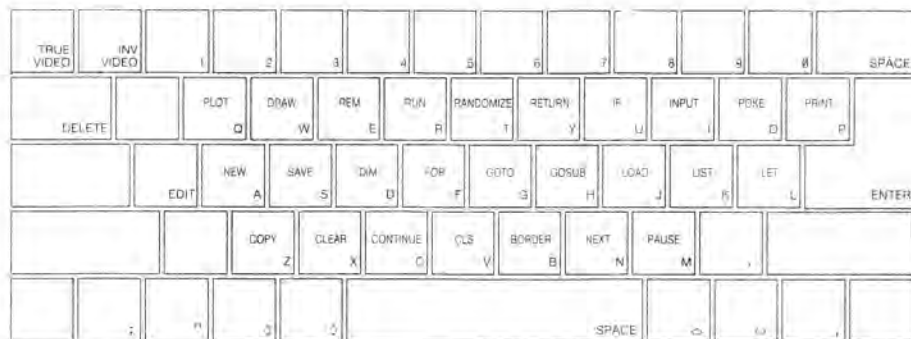 TRUE VIDEO INV VIDEO 1 2 3 4 5 6 7 8 9 0 SPACE
DELETE PLOT Q DRAW W REM E RUN R RANDOMIZE T RETURN Y IF U INPUT I POKE O PRINT P
EDIT NEW A SAVE S DIM D FOR F GOTO G GOSUB H LOAD J LIST K LET L ENTER
COPY Z CLEAR X CONTINUE C CLS V BORDER B NEXT N PAUSE M .
; " SPACE ,